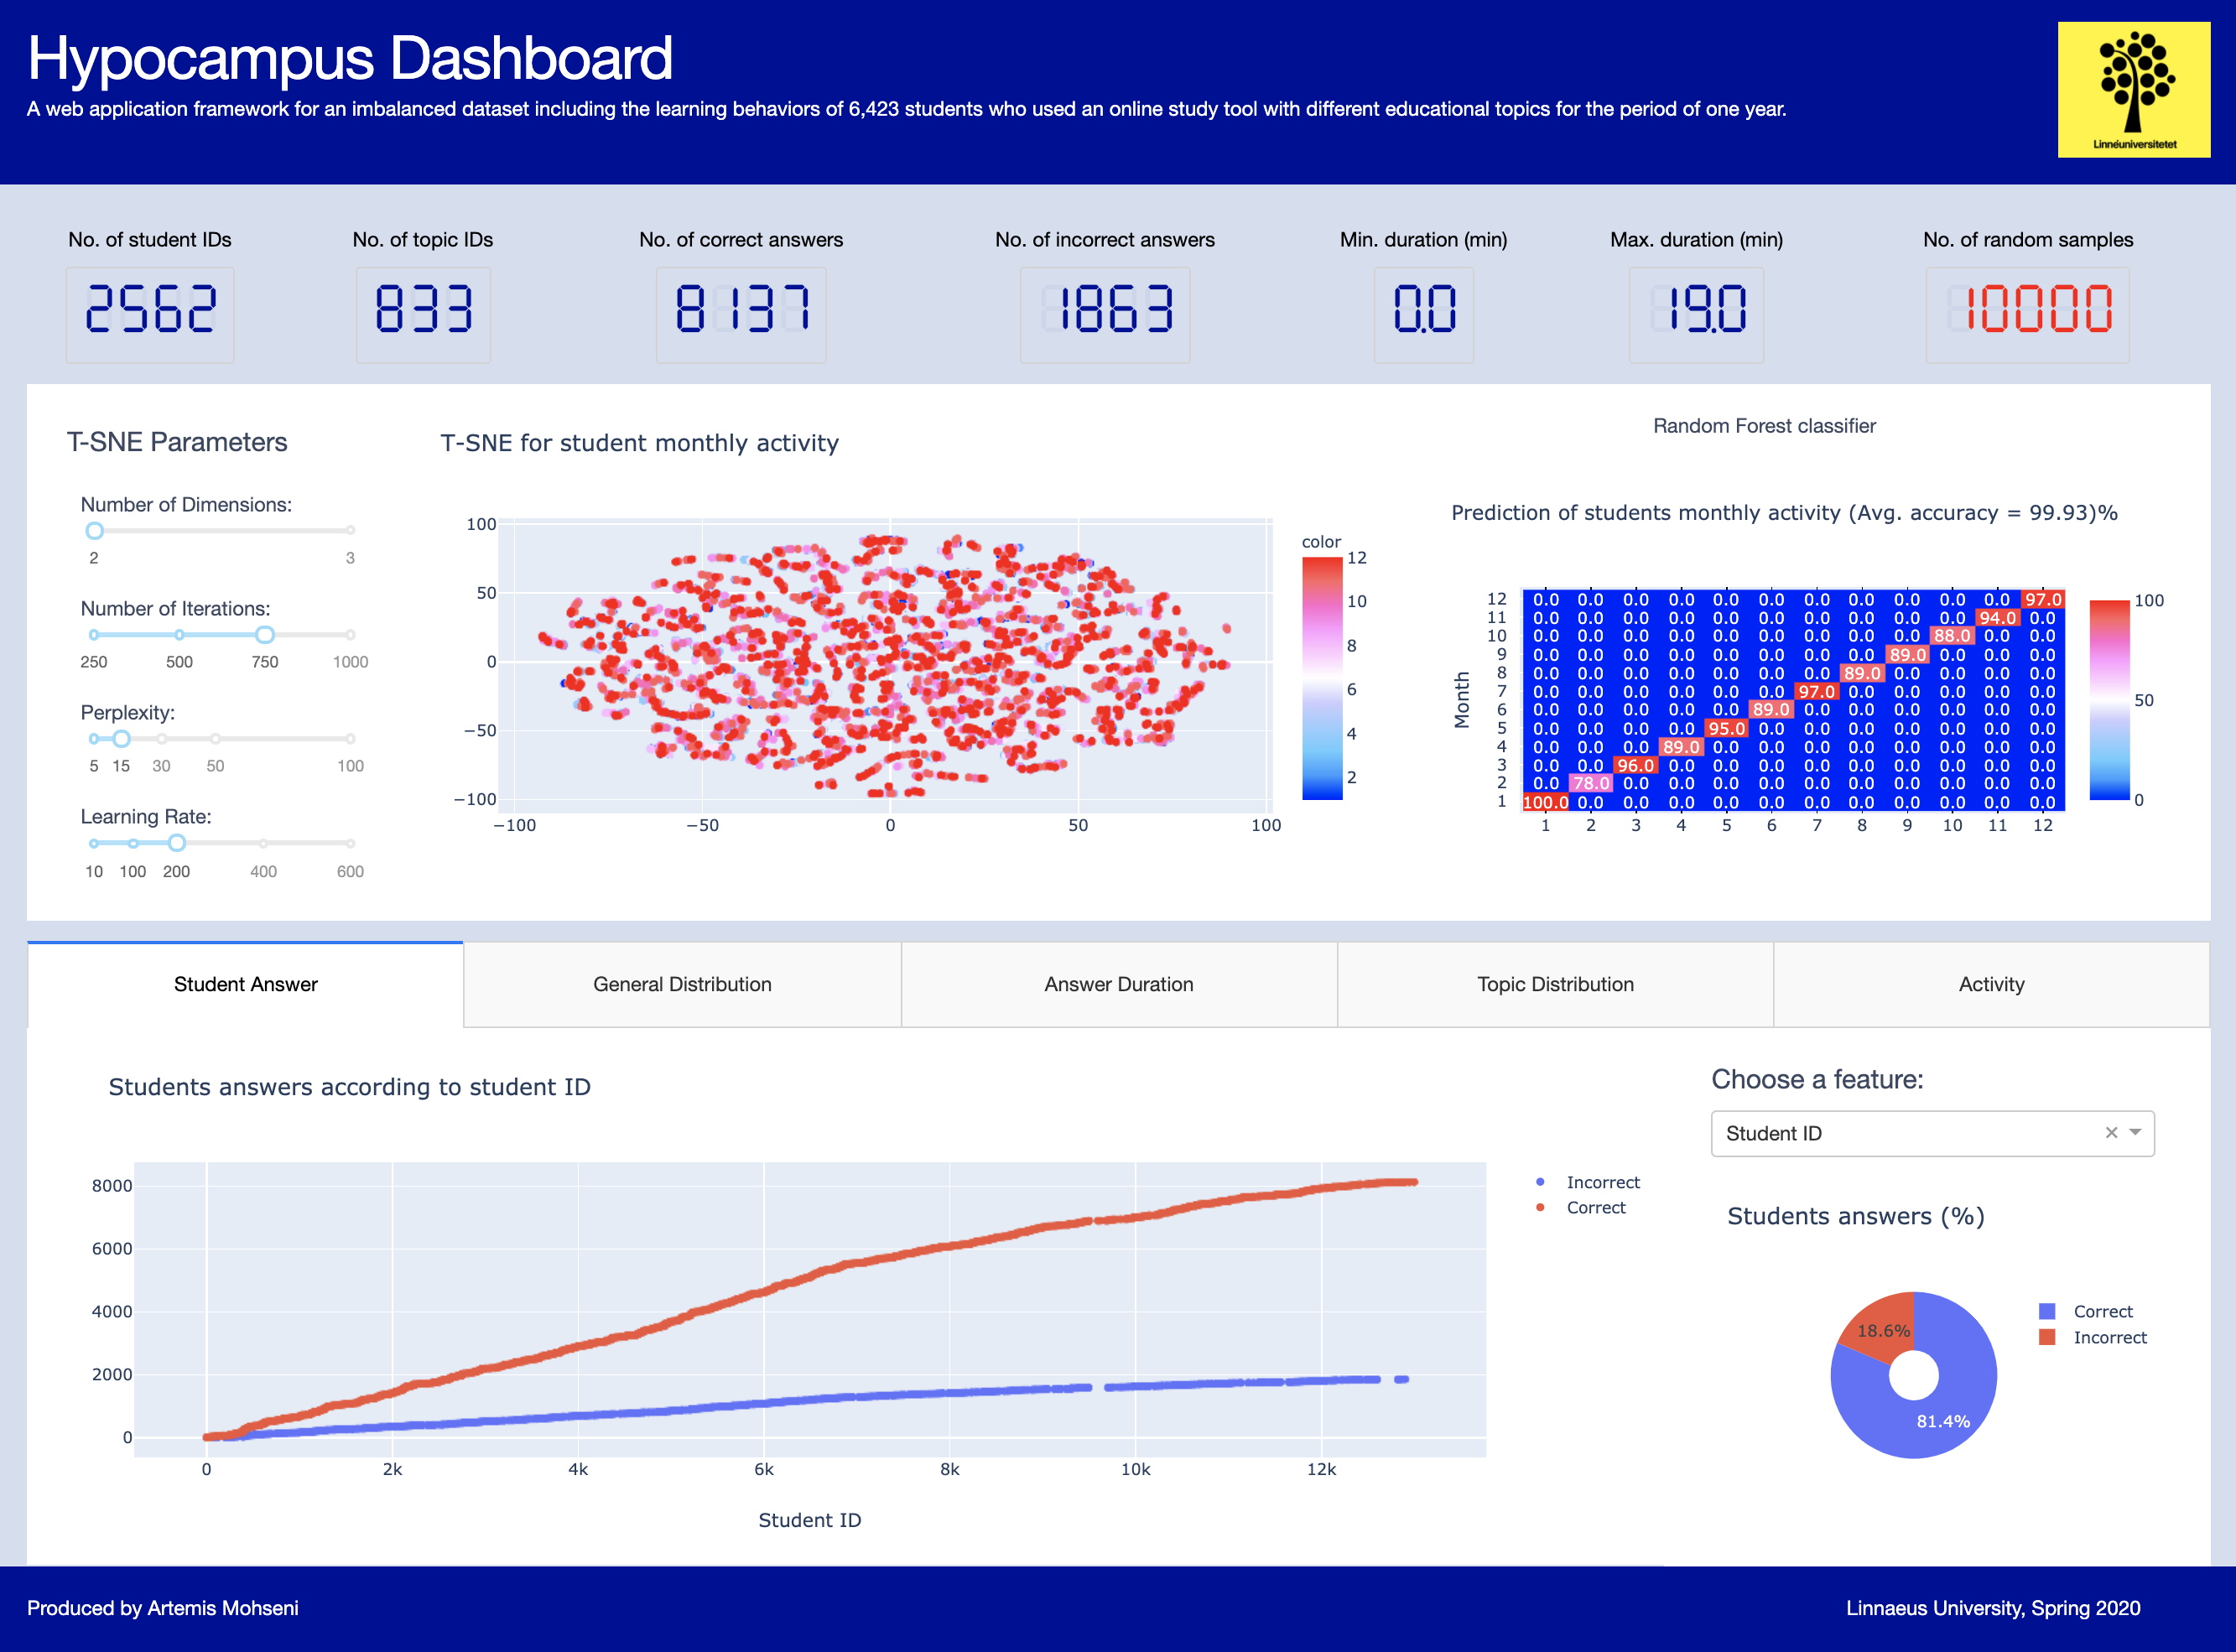 Hypocampus Dashboard
A web application framework for an imbalanced dataset including the learning behaviors of 6,423 students who used an online study tool with different educational topics for the period of one year.
Linnéuniversitetet
No. of student IDs
No. of topic IDs
No. of correct answers
No. of incorrect answers
Min. duration (min)
Max. duration (min)
No. of random samples
2562
833
8137
1863
0.0
19.0
10000
T-SNE Parameters
Number of Dimensions:
2 3
Number of Iterations:
250 500 750 1000
Perplexity:
5 15 30 50 100
Learning Rate:
10 100 200 400 600
T-SNE for student monthly activity
100
50
0
−50
−100
−100 −50 0 50 100
color
12
10
8
6
4
2
Random Forest classifier
Prediction of students monthly activity (Avg. accuracy = 99.93)%
Month
12 0.0 0.0 0.0 0.0 0.0 0.0 0.0 0.0 0.0 0.0 0.0 97.0
11 0.0 0.0 0.0 0.0 0.0 0.0 0.0 0.0 0.0 0.0 94.0 0.0
10 0.0 0.0 0.0 0.0 0.0 0.0 0.0 0.0 0.0 88.0 0.0 0.0
9 0.0 0.0 0.0 0.0 0.0 0.0 0.0 0.0 89.0 0.0 0.0 0.0
8 0.0 0.0 0.0 0.0 0.0 0.0 0.0 89.0 0.0 0.0 0.0 0.0
7 0.0 0.0 0.0 0.0 0.0 0.0 97.0 0.0 0.0 0.0 0.0 0.0
6 0.0 0.0 0.0 0.0 0.0 89.0 0.0 0.0 0.0 0.0 0.0 0.0
5 0.0 0.0 0.0 0.0 95.0 0.0 0.0 0.0 0.0 0.0 0.0 0.0
4 0.0 0.0 0.0 89.0 0.0 0.0 0.0 0.0 0.0 0.0 0.0 0.0
3 0.0 0.0 96.0 0.0 0.0 0.0 0.0 0.0 0.0 0.0 0.0 0.0
2 0.0 78.0 0.0 0.0 0.0 0.0 0.0 0.0 0.0 0.0 0.0 0.0
1 100.0 0.0 0.0 0.0 0.0 0.0 0.0 0.0 0.0 0.0 0.0 0.0
1 2 3 4 5 6 7 8 9 10 11 12
100
50
0
Student Answer
General Distribution
Answer Duration
Topic Distribution
Activity
Students answers according to student ID
8000
6000
4000
2000
0
0 2k 4k 6k 8k 10k 12k
Student ID
Incorrect
Correct
Choose a feature:
Student ID
Students answers (%)
18.6%
81.4%
Correct
Incorrect
Produced by Artemis Mohseni
Linnaeus University, Spring 2020